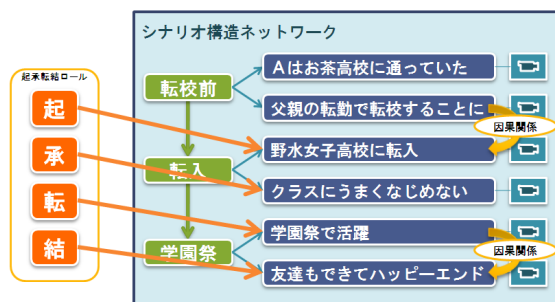 シナリオ構造ネットワーク
起承転結ロール
起
承
転
結
転校前
転入
学園祭
Aはお茶高校に通っていた
父親の転勤で転校することに
因果関係
野水女子高校に転入
クラスにうまくなじめない
学園祭で活躍
因果関係
友達もできてハッピーエンド